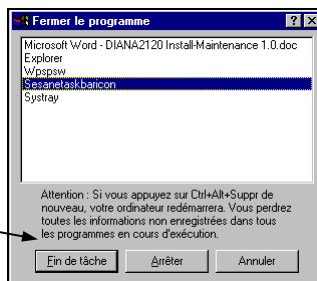 Fermer le programme
Microsoft Word - DIANA2120 Install-Maintenance 1.0.doc
Explorer
Wpspsw
Sesanetaskbaricon
Systray
Attention : Si vous appuyez sur Ctrl+Alt+Suppr de
nouveau, votre ordinateur redémarrera. Vous perdrez
toutes les informations non enregistrées dans tous
les programmes en cours d'exécution.
Fin de tâche
Arrêter
Annuler